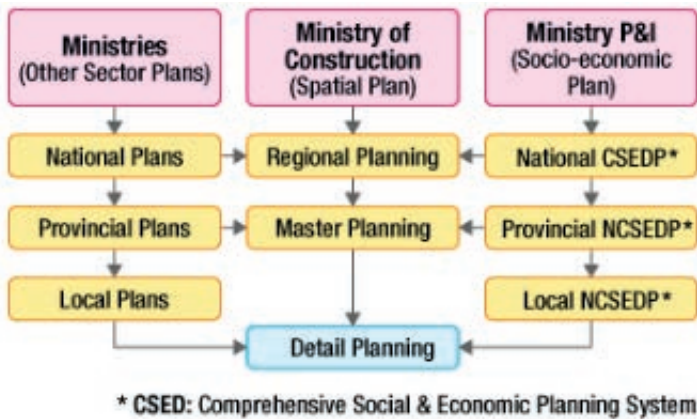 Ministries
(Other Sector Plans)
Ministry of
Construction
(Spatial Plan)
Ministry P&I
(Socio-economic
Plan)
National Plans
Regional Planning
National CSEDP*
Provincial Plans
Master Planning
Provincial NCSEDP*
Local Plans
Local NCSEDP*
Detail Planning
* CSED: Comprehensive Social & Economic Planning System